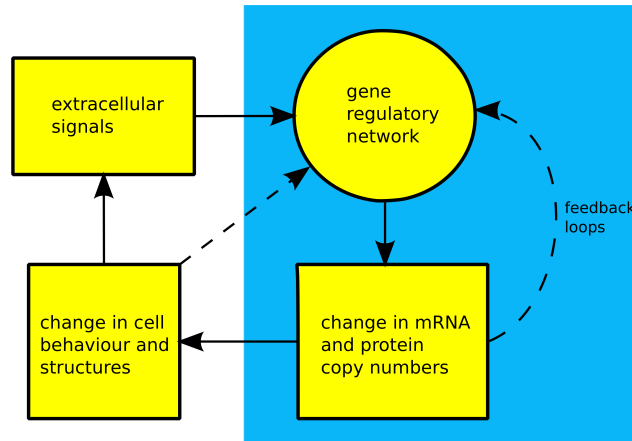 extracellular
signals
gene
regulatory
network
feedback
loops
change in cell
behaviour and
structures
change in mRNA
and protein
copy numbers